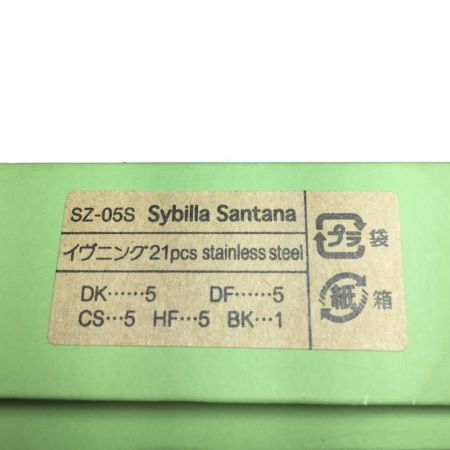 SZ-05S Sybilla Santana
イヴニング21pcs stainless steel
DK……5 DF……5
CS…5 HF…5 BK…1
プラ 袋
紙 箱